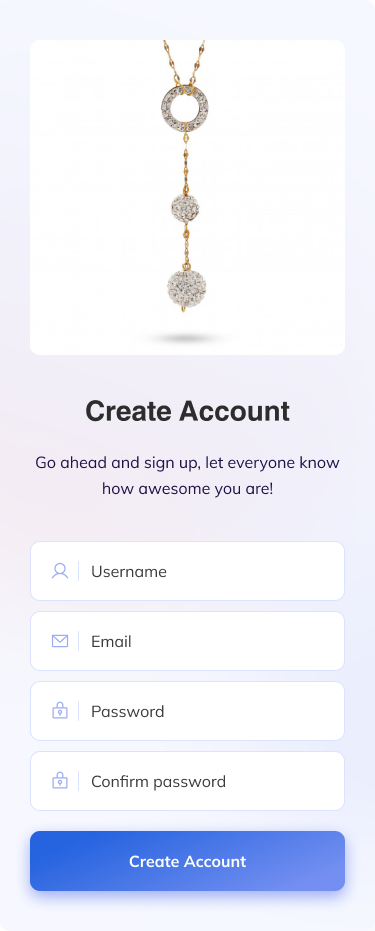 Create Account
Go ahead and sign up, let everyone know
how awesome you are!
Username
Email
Password
Confirm password
Create Account